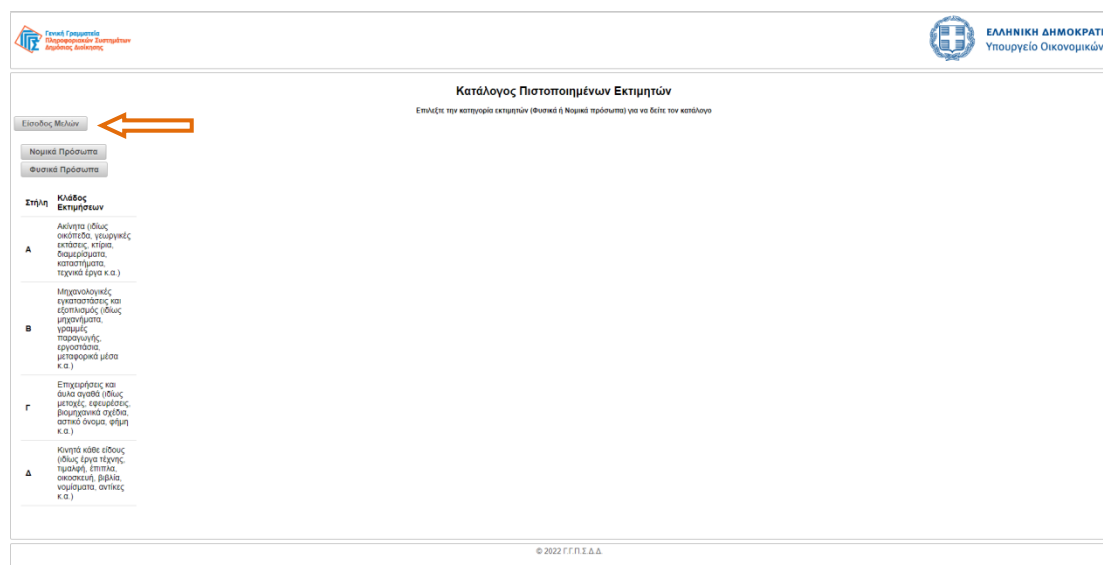 Γενική Γραμματεία
Πληροφοριακών Συστημάτων
Δημόσιας Διοίκησης
ΕΛΛΗΝΙΚΗ ΔΗΜΟΚΡΑΤΙ
Υπουργείο Οικονομικών
Κατάλογος Πιστοποιημένων Εκτιμητών
Επιλεξτε την κατηγορία εκτιμητών (Φυσικά ή Νομικά πρόσωπα) για να δείτε τον κατάλογο
Είσοδος Μελών
Νομικά Πρόσωπα
Φυσικά Πρόσωπα
Στήλη Κλάδος
Εκτιμήσεων
Ακίνητα (ιδίως
οικόπεδα, γεωργικές
εκτάσεις, κτίρια,
Α διαμερίσματα,
καταστήματα,
τεχνικά έργα κ.α.)
Μηχανολογικές
εγκαταστάσεις και
εξοπλισμός (ιδίως
μηχανήματα,
Β γραμμές
παραγωγής,
εργοστάσια,
μεταφορικά μέσα
κ.α.)
Επιχειρήσεις και
άυλα αγαθά (ιδίως
Γ μετοχές, εφευρέσεις,
βιομηχανικά σχέδια,
αστικό όνομα, φήμη
κ.α.)
Κινητά κάθε είδους
(ιδίως έργα τέχνης,
Δ τιμαλφή, έπιπλα,
οικοσκευή, βιβλία,
νομίσματα, αντίκες
κ.α.)
© 2022 Γ.Γ.Π.Σ.Δ.Δ.